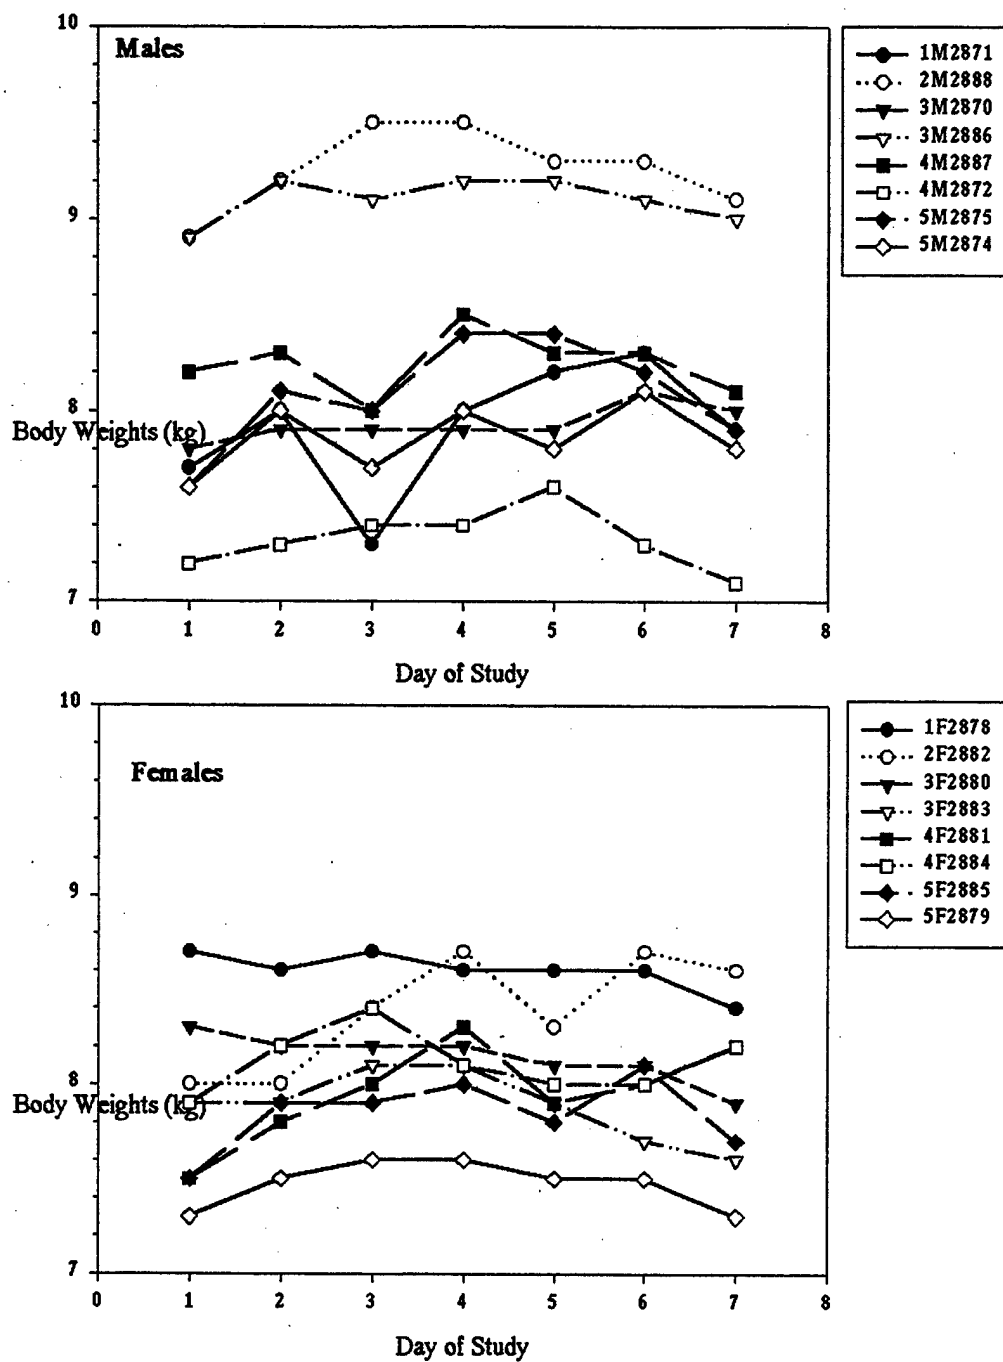 10
Males
9
8
Body Weights (kg)
7
0 1 2 3 4 5 6 7 8
Day of Study
1M2871
2M2888
3M2870
3M2886
4M2887
4M2872
5M2875
5M2874
10
Females
9
8
Body Weights (kg)
7
0 1 2 3 4 5 6 7 8
Day of Study
1F2878
2F2882
3F2880
3F2883
4F2881
4F2884
5F2885
5F2879